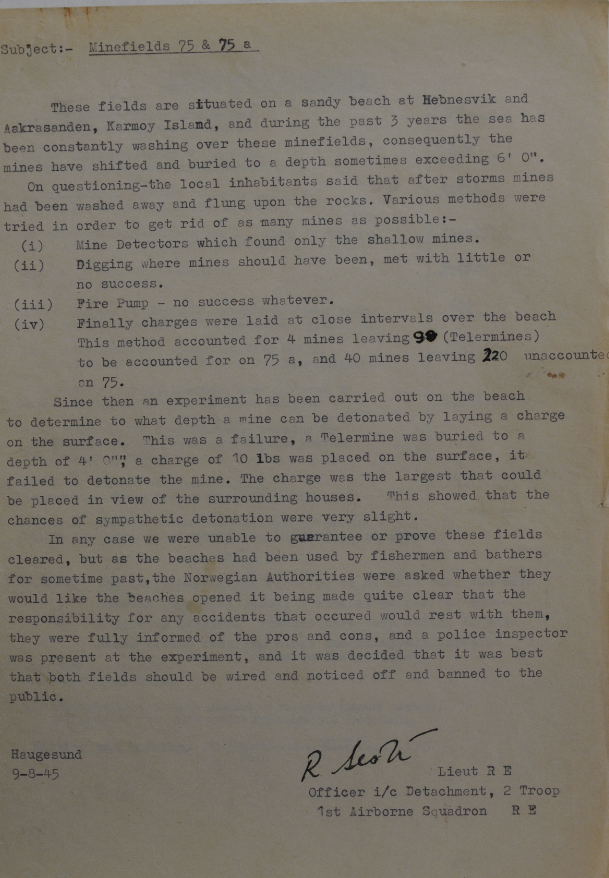 Subject:- Minefields 75 & 75 a
These fields are situated on a sandy beach at Hebnesvik and
Aakrasanden, Karmoy Island, and during the past 3 years the sea has
been constantly washing over these minefields, consequently the
mines have shifted and buried to a depth sometimes exceeding 6' 0".
On questioning-the local inhabitants said that after storms mines
had been washed away and flung upon the rocks. Various methods were
tried in order to get rid of as many mines as possible:-
(i) Mine Detectors which found only the shallow mines.
(ii) Digging where mines should have been, met with little or
no success.
(iii) Fire Pump - no success whatever.
(iv) Finally charges were laid at close intervals over the beach
This method accounted for 4 mines leaving (Telermines)
to be accounted for on 75 a, and 40 mines leaving 220 unaccounted
on 75.
Since then an experiment has been carried out on the beach
to determine to what depth a mine can be detonated by laying a charge
on the surface. This was a failure, a Telermine was buried to a
depth of 4' 0"", a charge of 10 lbs was placed on the surface, it
failed to detonate the mine. The charge was the largest that could
be placed in view of the surrounding houses. This showed that the
chances of sympathetic detonation were very slight.
In any case we were unable to guarantee or prove these fields
cleared, but as the beaches had been used by fishermen and bathers
for sometime past,the Norwegian Authorities were asked whether they
would like the beaches opened it being made quite clear that the
responsibility for any accidents that occured would rest with them,
they were fully informed of the pros and cons, and a police inspector
was present at the experiment, and it was decided that it was best
that both fields should be wired and noticed off and banned to the
public.
Haugesund
9-8-45
R Scott
Lieut R E
Officer i/c Detachment, 2 Troop
1st Airborne Squadron R E